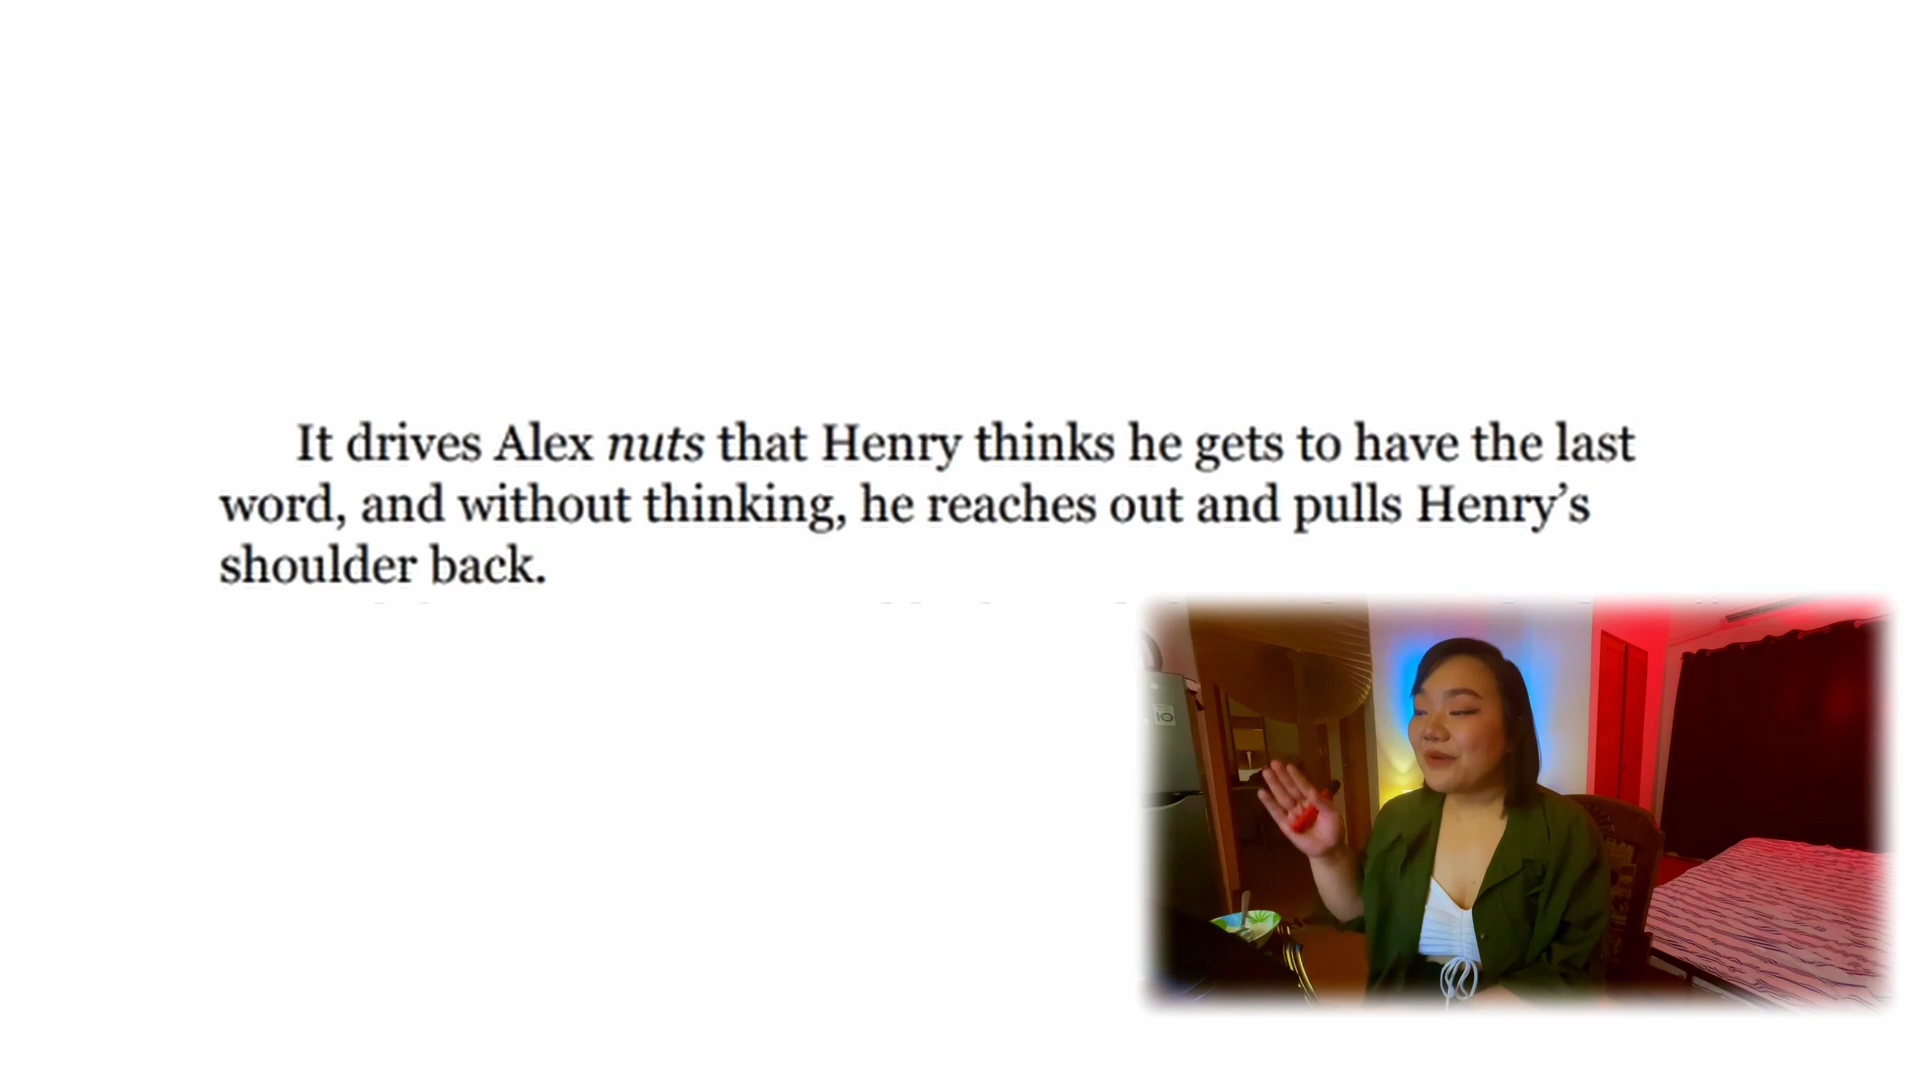 It drives Alex nuts that Henry thinks he gets to have the last
word, and without thinking, he reaches out and pulls Henry’s
shoulder back.
10